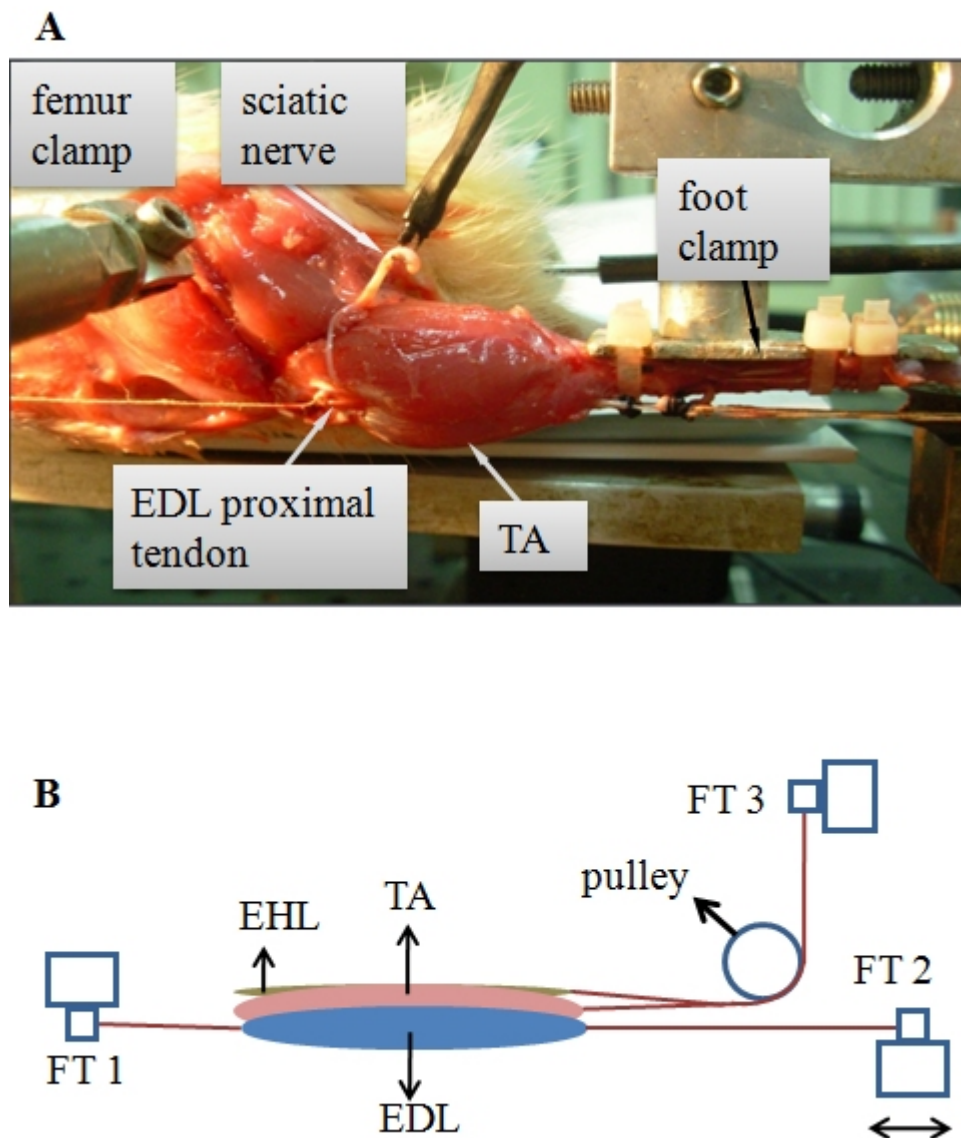 A
femur
clamp
sciatic
nerve
foot
clamp
EDL proximal
tendon
TA
B
FT 3
pulley
TA
EHL
FT 2
FT 1
EDL